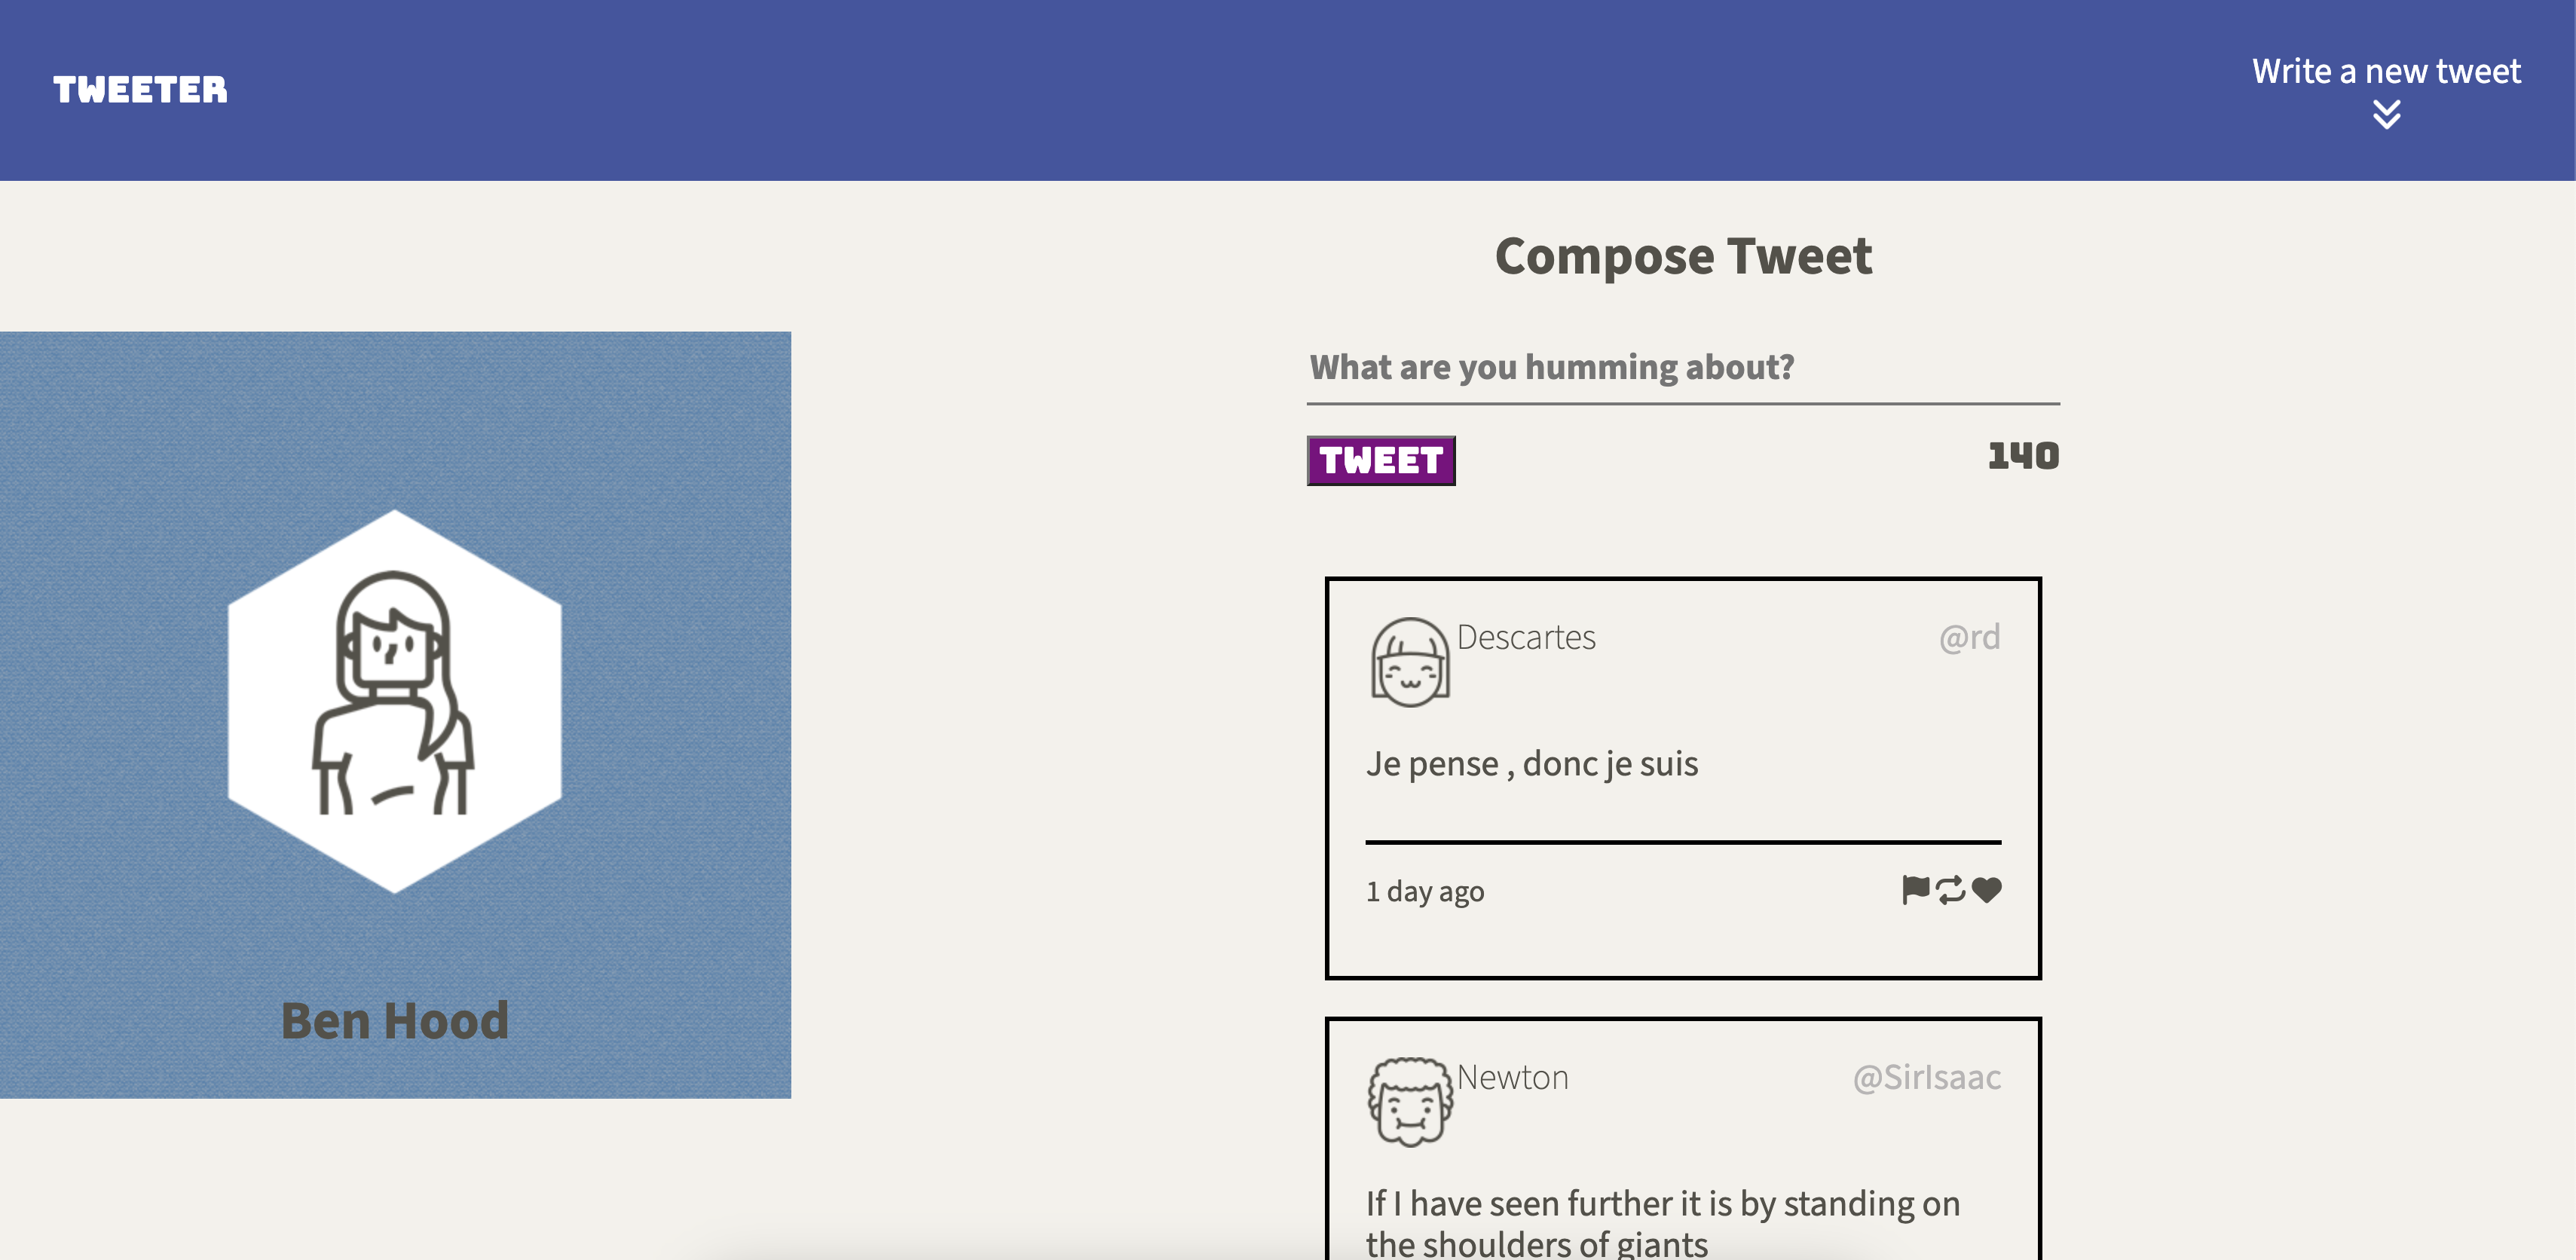 TWEETER
Write a new tweet
Compose Tweet
What are you humming about?
TWEET
140
Ben Hood
Descartes
@rd
Je pense , donc je suis
1 day ago
Newton
@SirIsaac
If I have seen further it is by standing on
the shoulders of giants